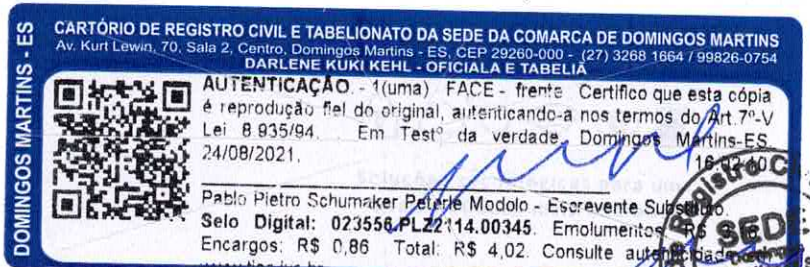 DOMINGOS MARTINS - ES
CARTÓRIO DE REGISTRO CIVIL E TABELIONATO DA SEDE DA COMARCA DE DOMINGOS MARTINS
Av. Kurt Lewin, 70, Sala 2, Centro, Domingos Martins - ES, CEP 29260-000 - (27) 3268 1664 / 99826-0754
DARLENE KUKI KEHL - OFICIALA E TABELIÃ
AUTENTICAÇÃO. - 1(uma) FACE - frente Certifico que esta cópia
é reprodução fiel do original, autenticando-a nos termos do Art.7º-V
Lei 8.935/94. Em Testº da verdade, Domingos Martins-ES,
24/08/2021.
Pablo Pietro Schumaker Peterle Modolo - Escrevente Substituto.
Selo Digital: 023556.PLZ2114.00345. Emolumentos R$
Encargos: R$ 0,86 Total: R$ 4,02. Consulte autenticidade
SEDE